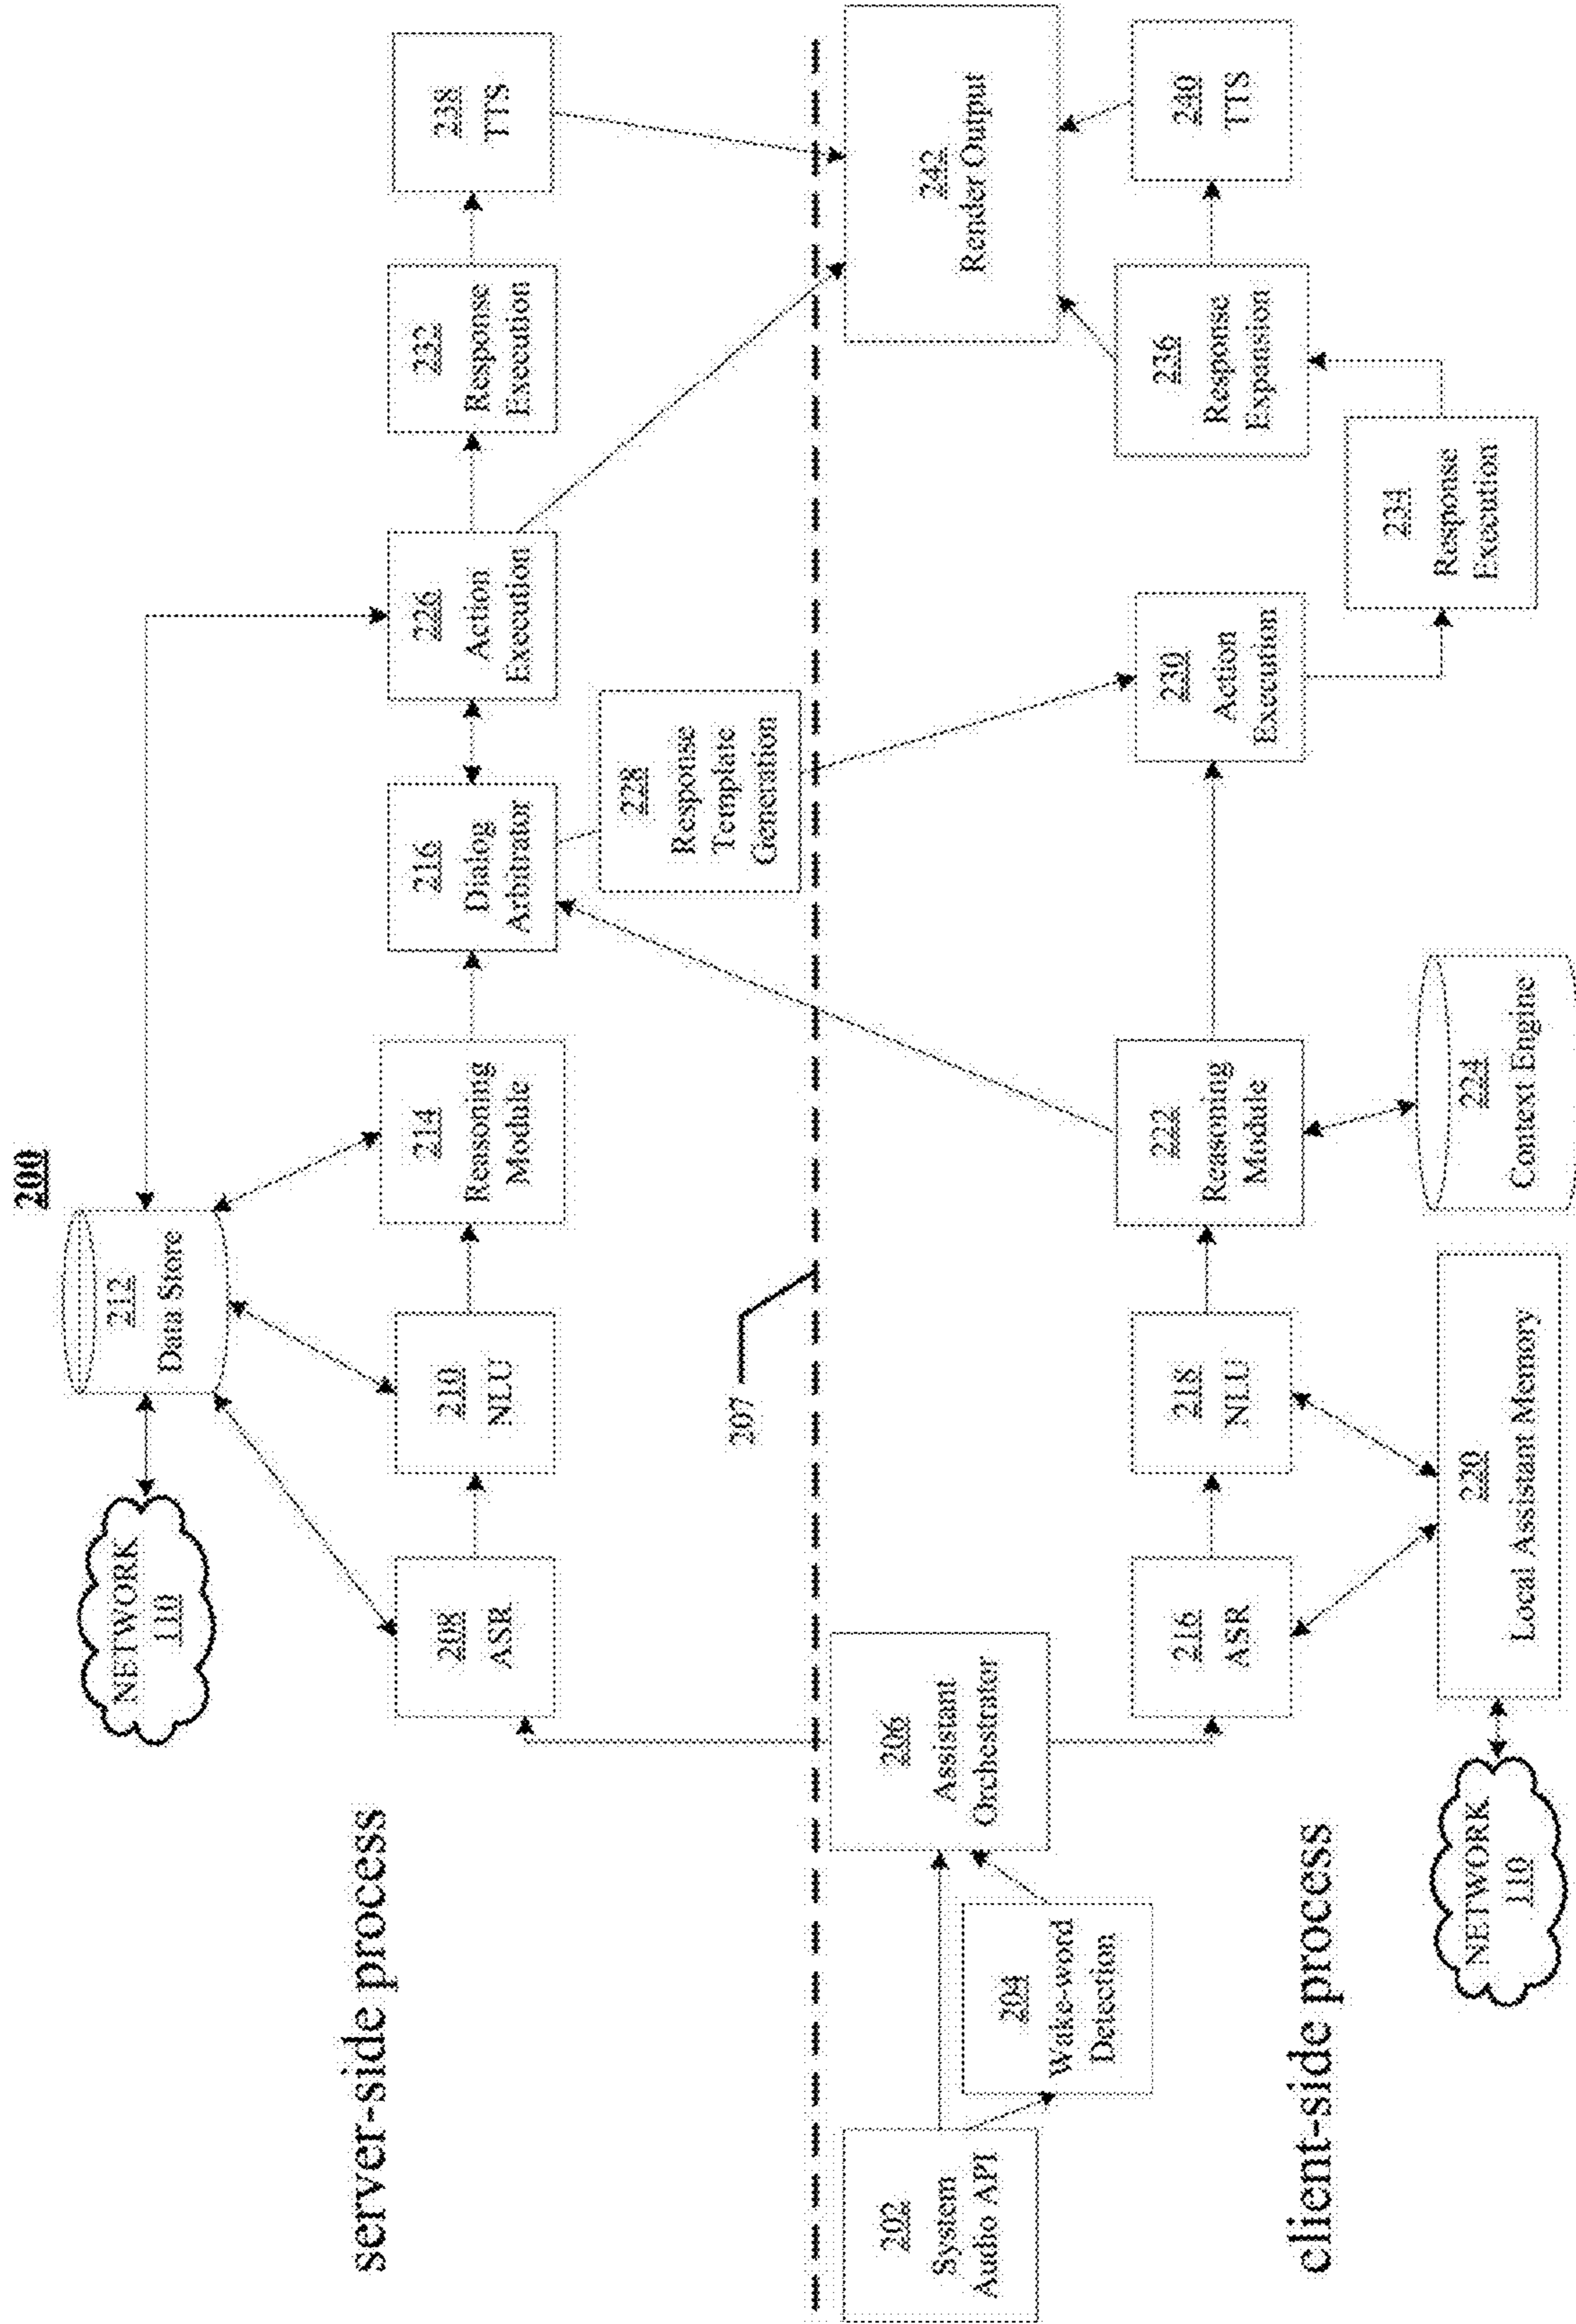 200
NETWORK
110
212
Data Store
server-side process
208
ASR
210
NLU
214
Reasoning
Module
216
Dialog
Arbitrator
226
Action
Execution
232
Response
Execution
238
TTS
228
Response
Template
Generation
207
202
System
Audio API
204
Wake-word
Detection
206
Assistant
Orchestrator
242
Render Output
client-side process
216
ASR
218
NLU
222
Reasoning
Module
230
Action
Execution
236
Response
Expansion
240
TTS
234
Response
Execution
NETWORK
110
220
Local Assistant Memory
224
Context Engine